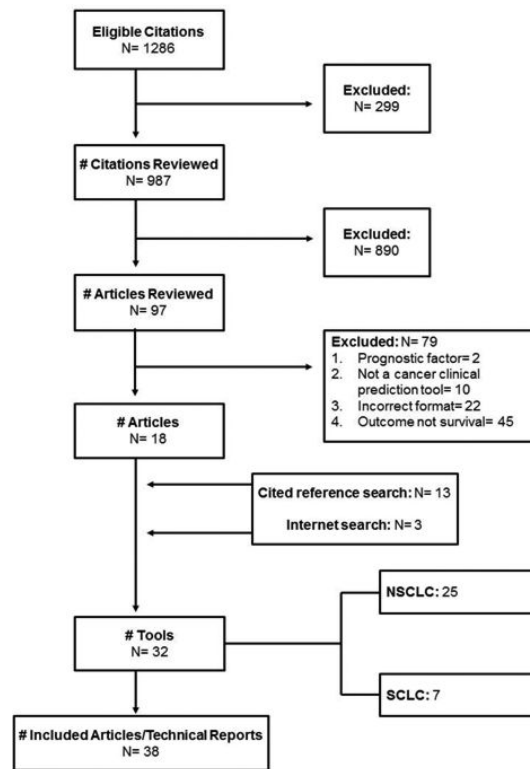 Eligible Citations
N= 1286
Excluded:
N= 299
# Citations Reviewed
N= 987
Excluded:
N= 890
# Articles Reviewed
N= 97
Excluded: N= 79
1. Prognostic factor= 2
2. Not a cancer clinical
prediction tool= 10
3. Incorrect format= 22
4. Outcome not survival= 45
# Articles
N= 18
Cited reference search: N= 13
Internet search: N= 3
NSCLC: 25
# Tools
N= 32
SCLC: 7
# Included Articles/Technical Reports
N= 38